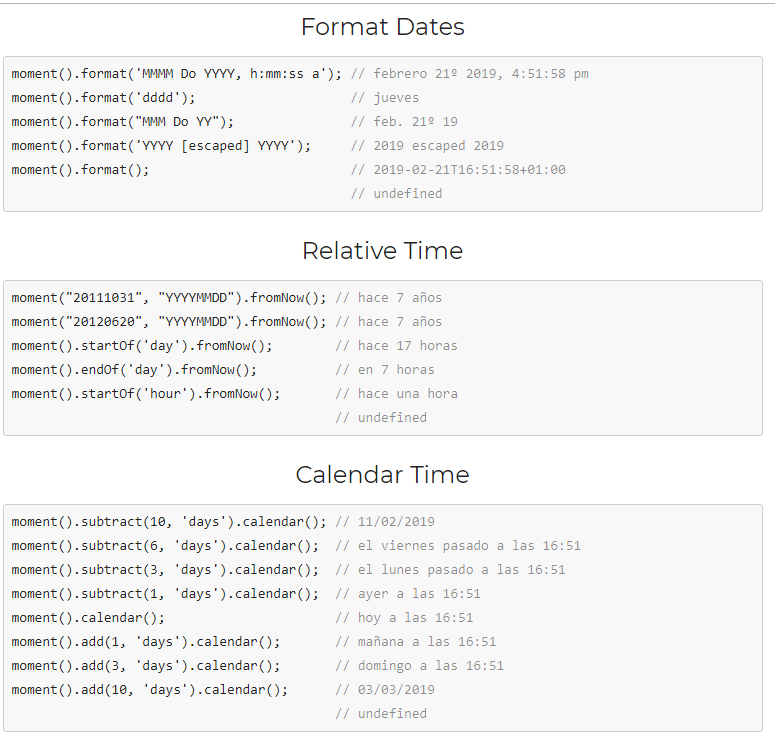 Format Dates
moment().format('MMMM Do YYYY, h:mm:ss a'); // febrero 21º 2019, 4:51:58 pm
moment().format('dddd'); // jueves
moment().format("MMM Do YY"); // feb. 21º 19
moment().format('YYYY [escaped] YYYY'); // 2019 escaped 2019
moment().format(); // 2019-02-21T16:51:58+01:00
// undefined
Relative Time
moment("20111031", "YYYYMMDD").fromNow(); // hace 7 años
moment("20120620", "YYYYMMDD").fromNow(); // hace 7 años
moment().startOf('day').fromNow(); // hace 17 horas
moment().endOf('day').fromNow(); // en 7 horas
moment().startOf('hour').fromNow(); // hace una hora
// undefined
Calendar Time
moment().subtract(10, 'days').calendar(); // 11/02/2019
moment().subtract(6, 'days').calendar(); // el viernes pasado a las 16:51
moment().subtract(3, 'days').calendar(); // el lunes pasado a las 16:51
moment().subtract(1, 'days').calendar(); // ayer a las 16:51
moment().calendar(); // hoy a las 16:51
moment().add(1, 'days').calendar(); // mañana a las 16:51
moment().add(3, 'days').calendar(); // domingo a las 16:51
moment().add(10, 'days').calendar(); // 03/03/2019
// undefined